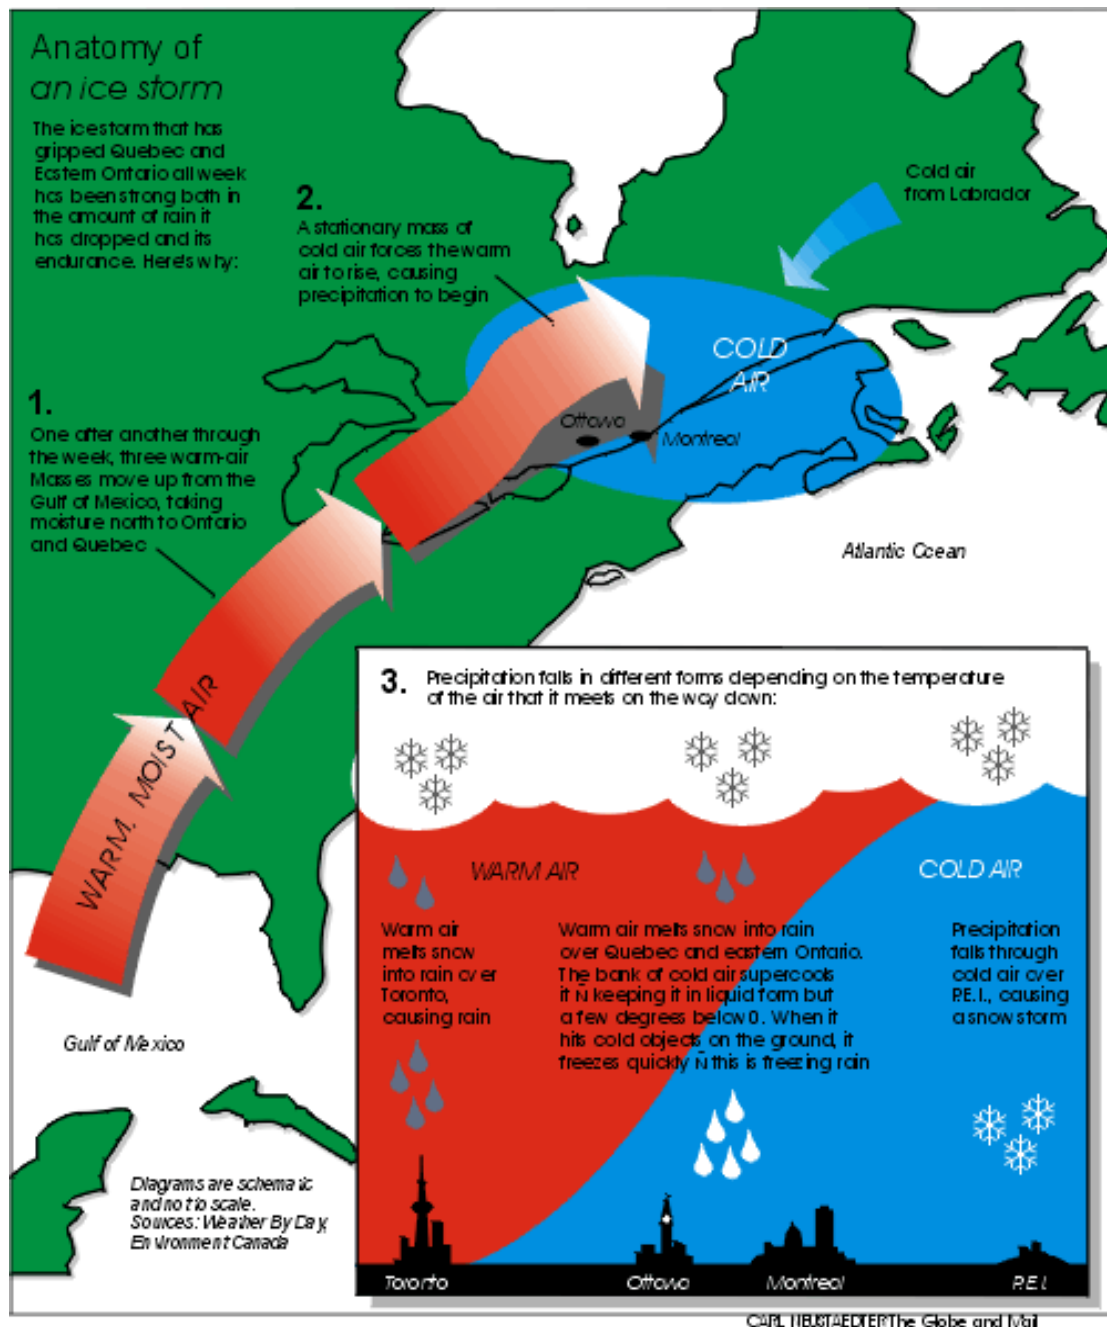 Anatomy of
an ice storm
The ice storm that has
gripped Quebec and
Eastern Ontario all week
has been strong both in
the amount of rain it
has dropped and its
endurance. Here's why:
1.
One after another through
the week, three warm-air
Masses move up from the
Gulf of Mexico, taking
moisture north to Ontario
and Quebec
2.
A stationary mass of
cold air forces the warm
air to rise, causing
precipitation to begin
Cold air
from Labrador
COLD
AIR
Ottawa
Montreal
Atlantic Ocean
WARM, MOIST AIR
Gulf of Mexico
3. Precipitation falls in different forms depending on the temperature
of the air that it meets on the way down:
WARM AIR
COLD AIR
Warm air
melts snow
into rain over
Toronto,
causing rain
Warm air melts snow into rain
over Quebec and eastern Ontario.
The bank of cold air supercools
it Ñ keeping it in liquid form but
a few degrees below 0. When it
hits cold objects on the ground, it
freezes quickly Ñ this is freezing rain
Precipitation
falls through
cold air over
P.E.I., causing
a snow storm
Toronto
Ottawa
Montreal
P.E.I.
Diagrams are schematic
and not to scale.
Sources: Weather By Day,
Environment Canada
CARL NEUSTAEDTER/The Globe and Mail